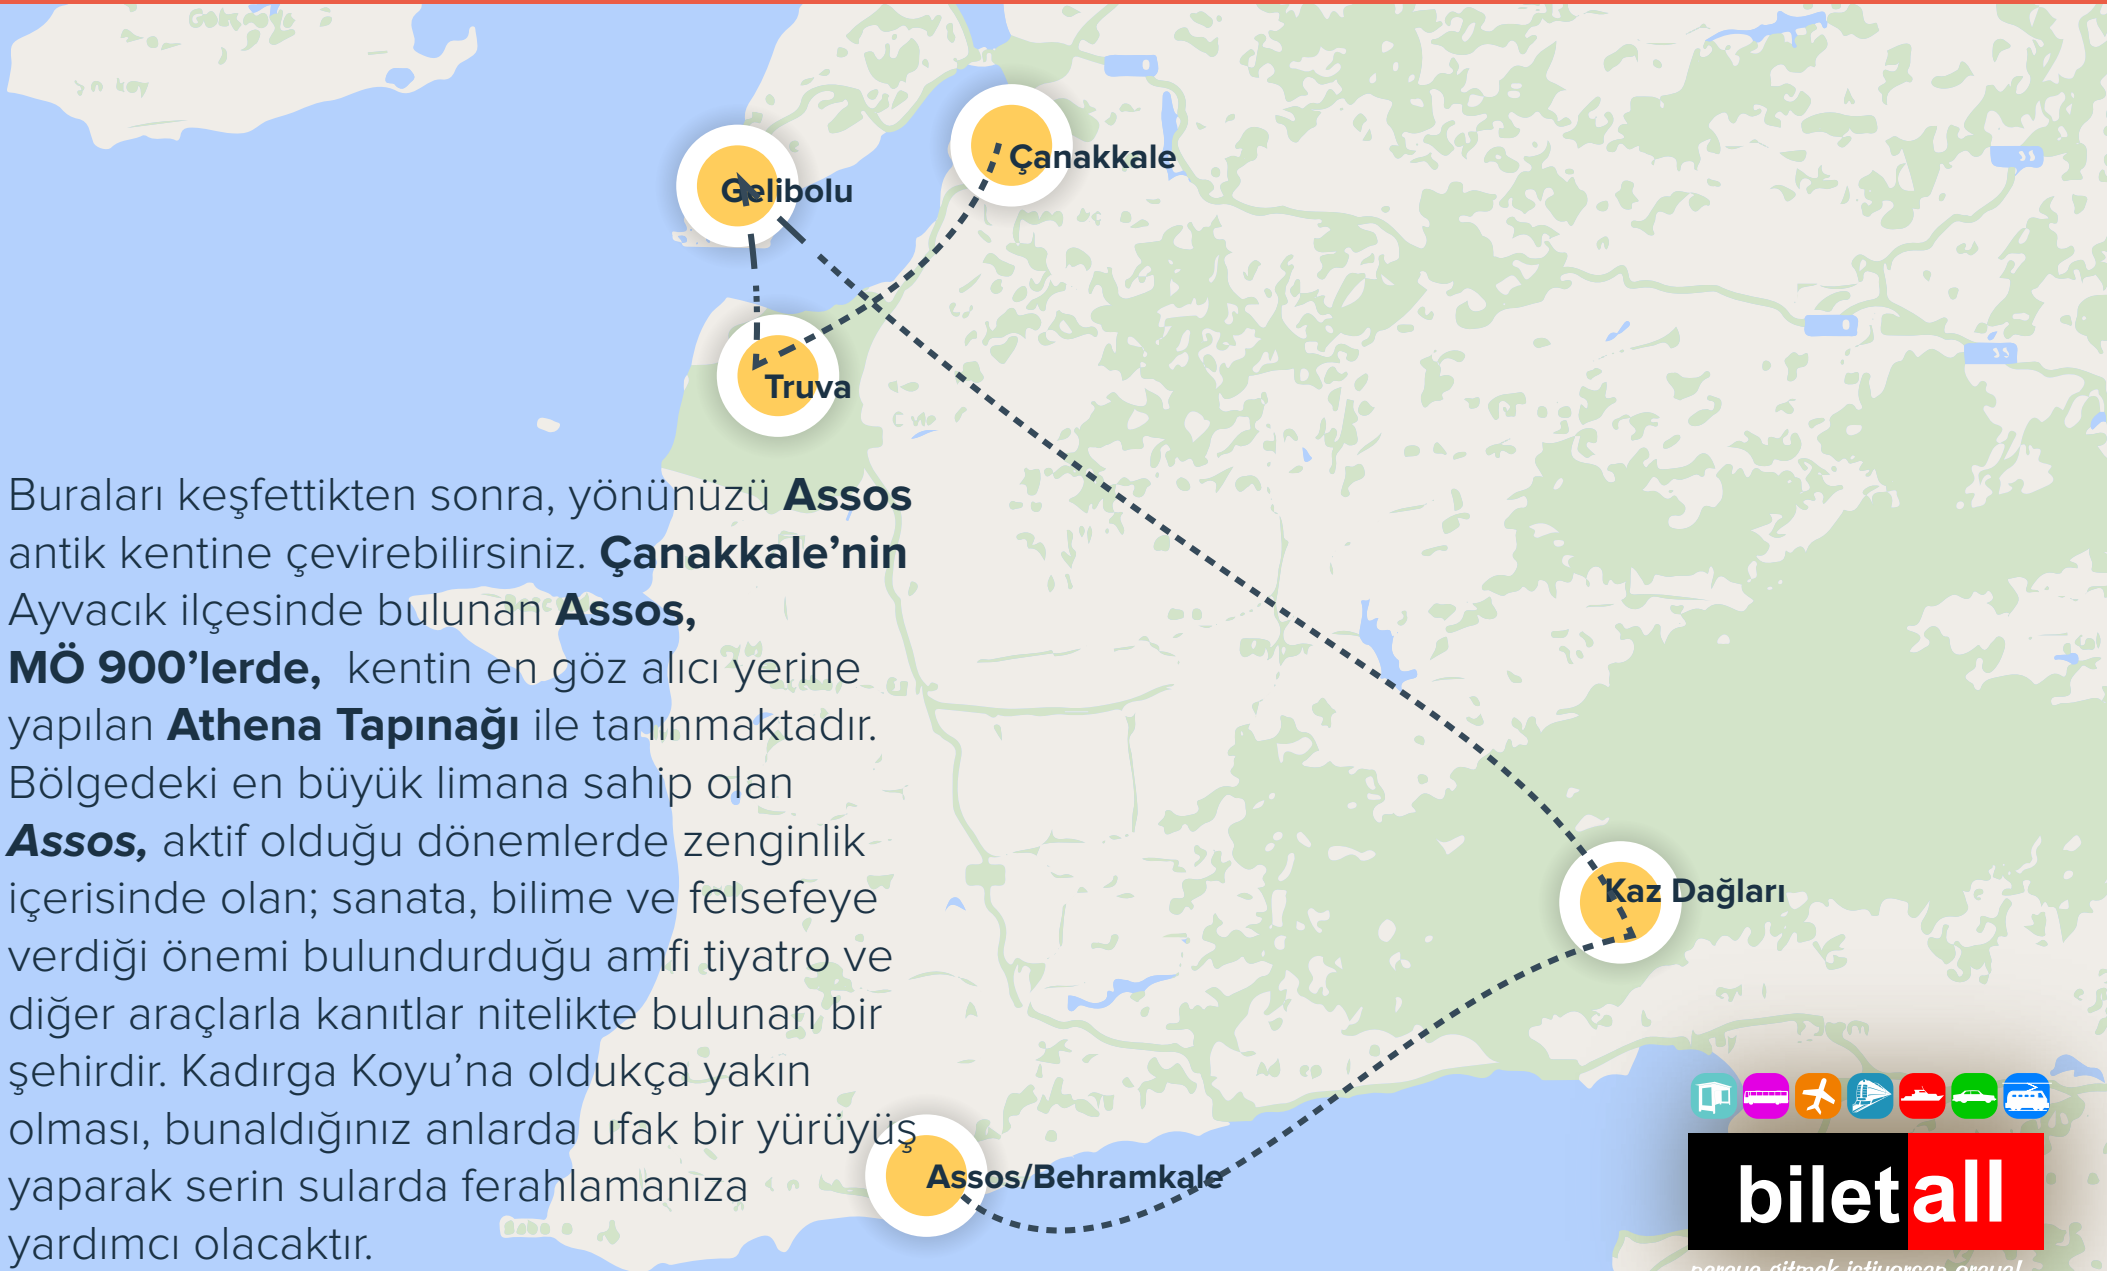 Çanakkale
Gelibolu
Truva
Buraları keşfettikten sonra, yönünüzü Assos
antik kentine çevirebilirsiniz. Çanakkale’nin
Ayvacık ilçesinde bulunan Assos,
MÖ 900’lerde, kentin en göz alıcı yerine
yapılan Athena Tapınağı ile tanınmaktadır.
Bölgedeki en büyük limana sahip olan
Assos, aktif olduğu dönemlerde zenginlik
içerisinde olan; sanata, bilime ve felsefeye
verdiği önemi bulundurduğu amfi tiyatro ve
diğer araçlarla kanıtlar nitelikte bulunan bir
şehirdir. Kadırga Koyu’na oldukça yakın
olması, bunaldığınız anlarda ufak bir yürüyüş
yaparak serin sularda ferahlamanıza
yardımcı olacaktır.
Kaz Dağları
Assos/Behramkale
biletall
nereye gitmek istiyorsan oraya!